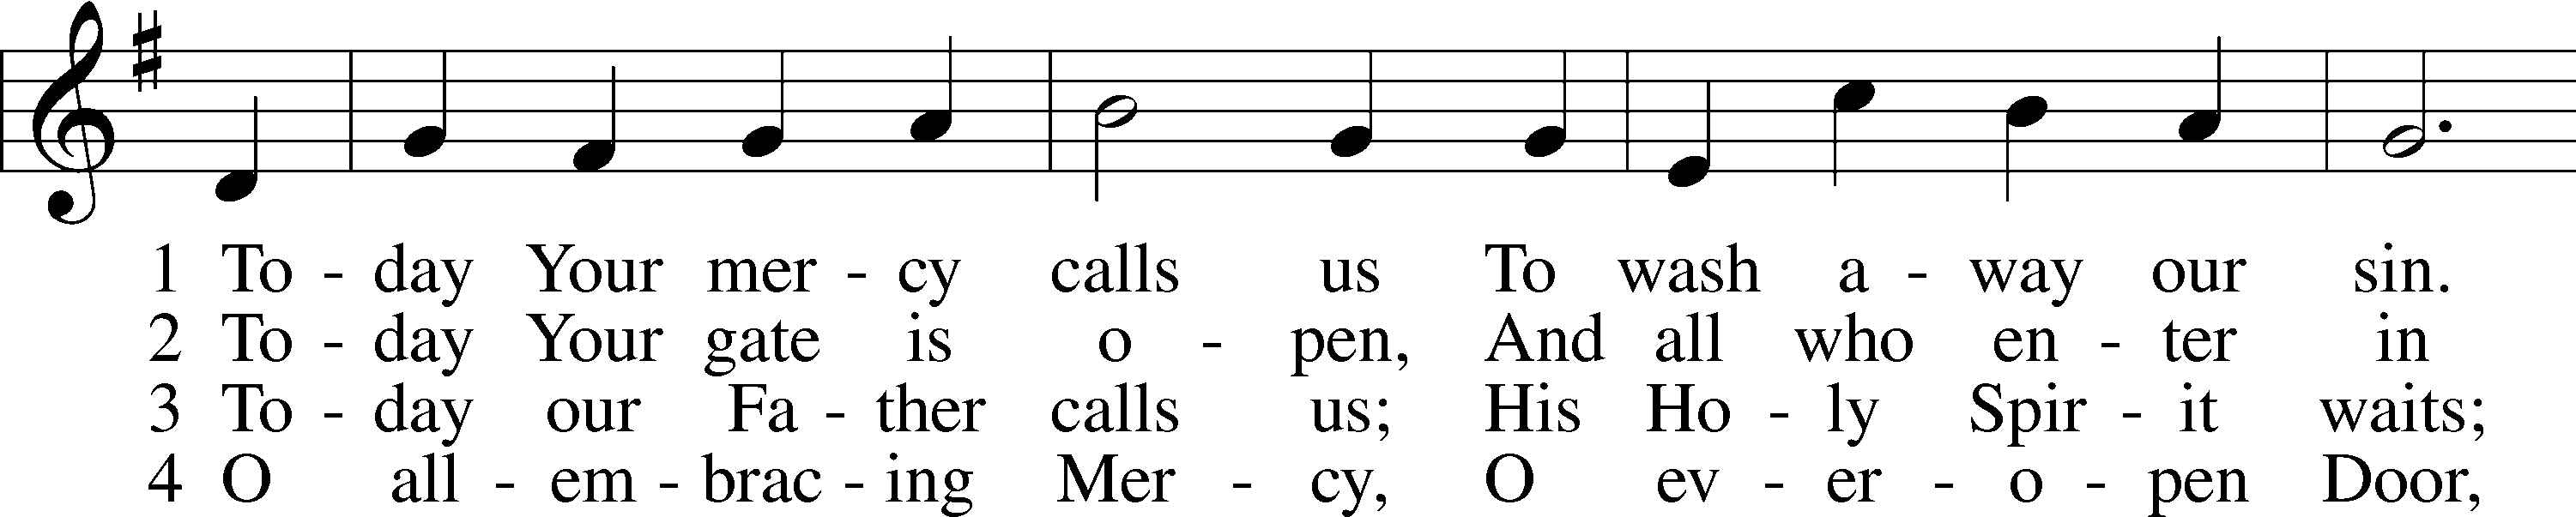 1 To - day Your mer - cy calls us To wash a - way our sin.
2 To - day Your gate is o - pen, And all who en - ter in
3 To - day our Fa - ther calls us; His Ho - ly Spir - it waits;
4 O all - em - brac - ing Mer - cy, O ev - er - o - pen Door,